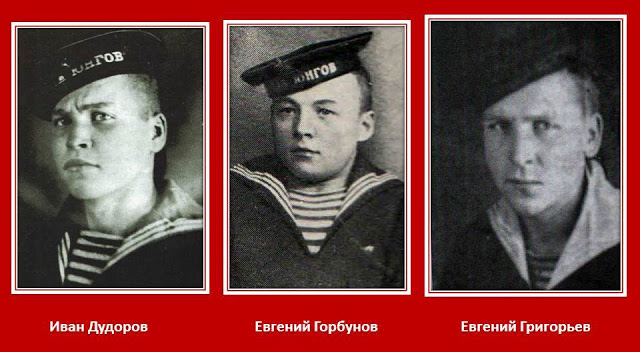 ЮНГОВ
ЮНГОВ
Иван Дудоров
Евгений Горбунов
Евгений Григорьев